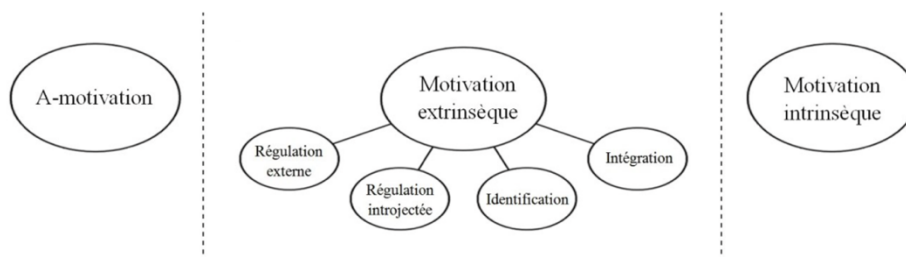 A-motivation
Motivation
extrinsèque
Motivation
intrinsèque
Régulation
externe
Régulation
introjectée
Identification
Intégration